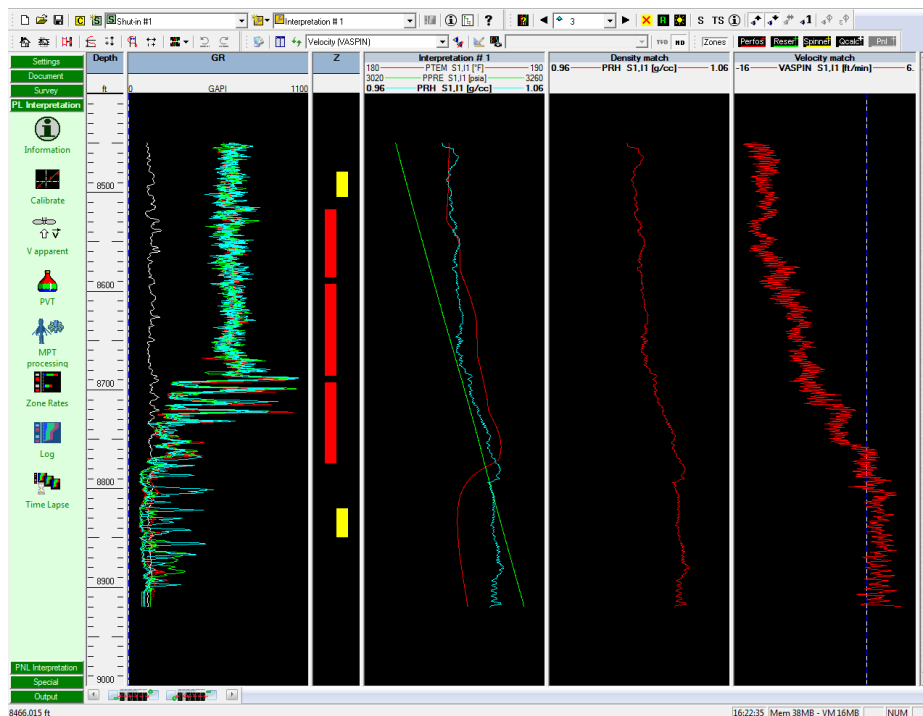 Shut-in #1
Interpretation # 1
3
S TS
1
Velocity (VASPIN)
MD
Zones
Perfos
Reser
Spinner
Qcalc
Pnl
Settings
Document
Survey
PL Interpretation
Information
Calibrate
V apparent
PVT
MPT
processing
Zone Rates
Log
Time Lapse
PNL Interpretation
Special
Output
Depth
ft
GR
0 GAPI 1100
Z
Interpretation # 1
180 PTEM S1,I1 [°F] 190
3020 PPRE S1,I1 [psia] 3260
0.96 PRH S1,I1 [g/cc] 1.06
Density match
0.96 PRH S1,I1 [g/cc] 1.06
Velocity match
-16 VASPIN S1,I1 [ft/min] 6.
8500
8600
8700
8800
8900
9000
8466.015 ft
16:22:35 Mem 38MB - VM 16MB NUM